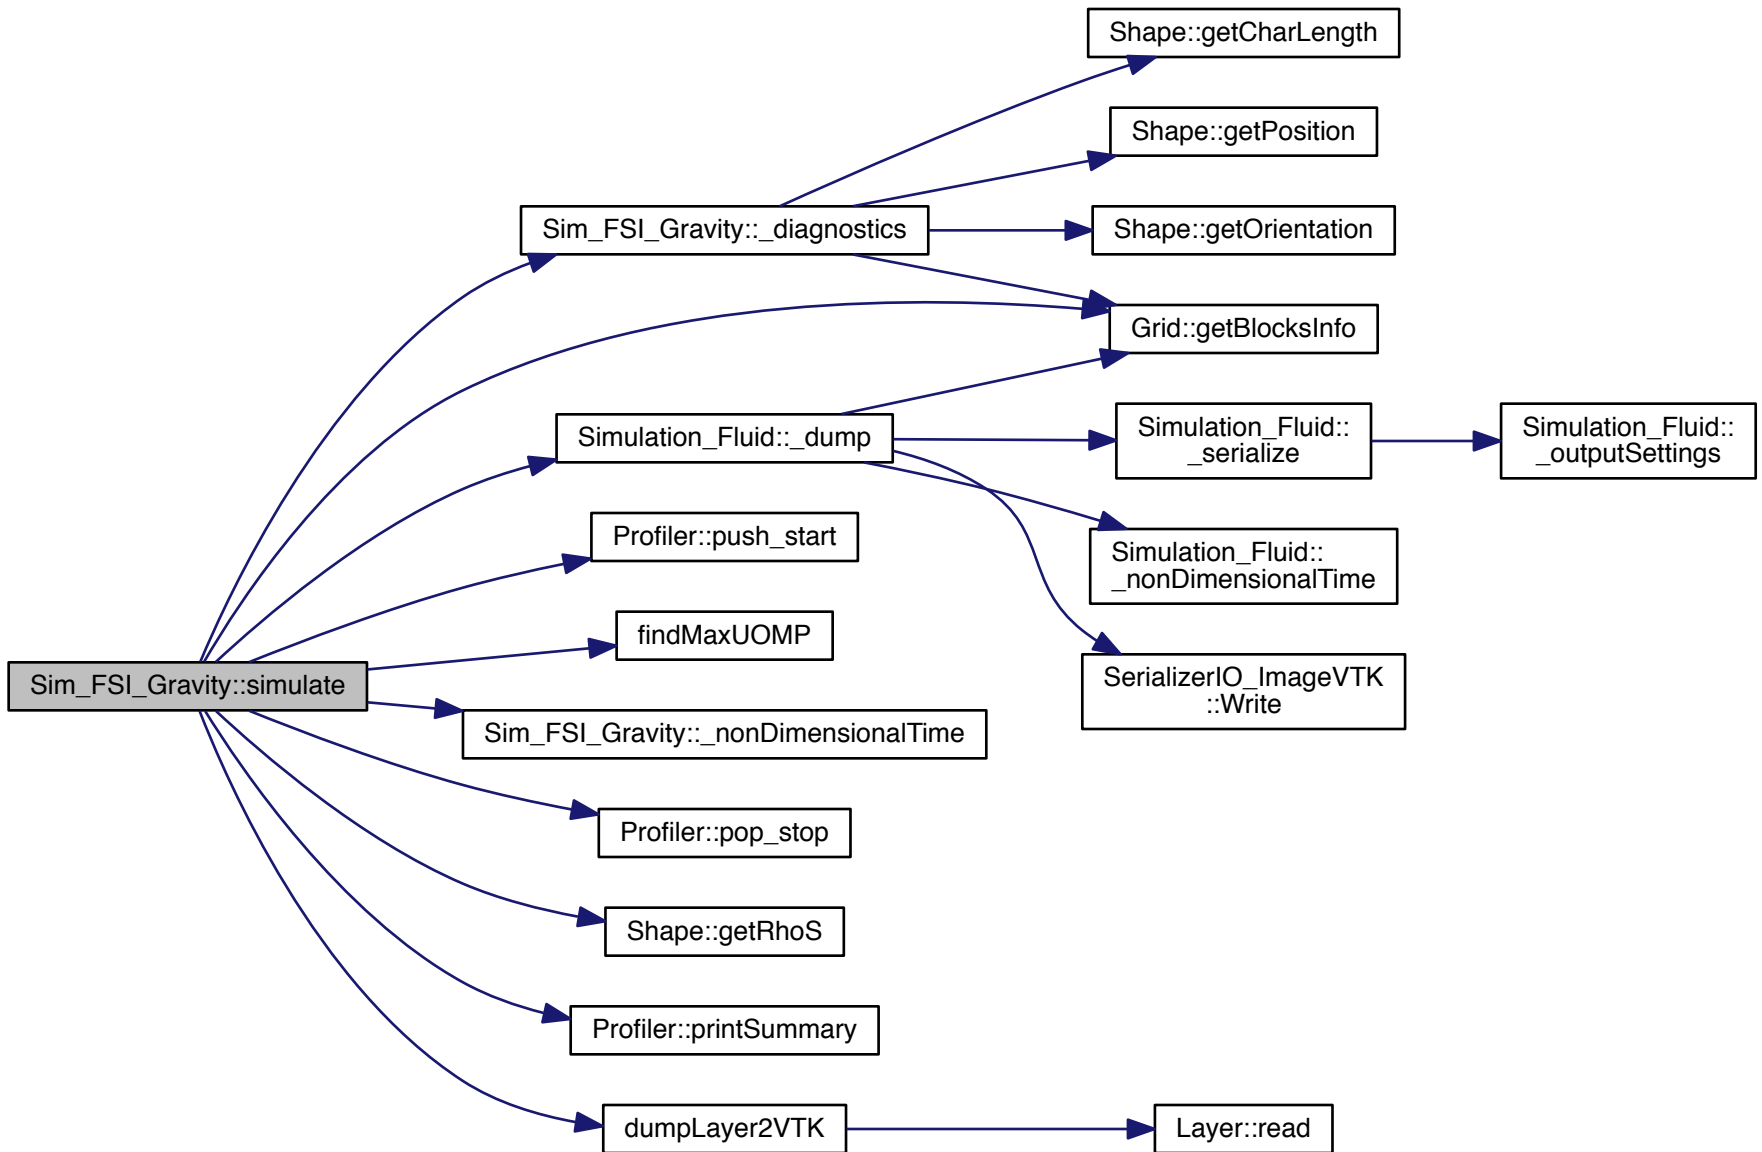 Shape::getCharLength
Shape::getPosition
Sim_FSI_Gravity::_diagnostics
Shape::getOrientation
Grid::getBlocksInfo
Simulation_Fluid::_dump
Simulation_Fluid::
_serialize
Simulation_Fluid::
_outputSettings
Profiler::push_start
Simulation_Fluid::
_nonDimensionalTime
findMaxUOMP
Sim_FSI_Gravity::simulate
SerializerIO_ImageVTK
::Write
Sim_FSI_Gravity::_nonDimensionalTime
Profiler::pop_stop
Shape::getRhoS
Profiler::printSummary
dumpLayer2VTK
Layer::read